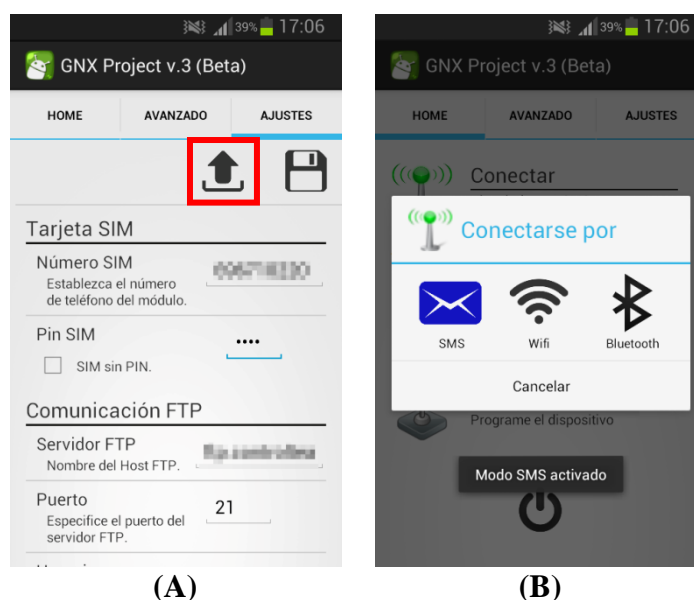 39% 17:06
GNX Project v.3 (Beta)
HOME AVANZADO AJUSTES
Tarjeta SIM
Número SIM
Establezca el número
de teléfono del módulo.
Pin SIM
SIM sin PIN.
Comunicación FTP
Servidor FTP
Nombre del Host FTP.
Puerto
21
Especifice el puerto del
servidor FTP.
(A)
39% 17:06
GNX Project v.3 (Beta)
HOME AVANZADO AJUSTES
Conectar
Conectarse por
SMS Wifi Bluetooth
Cancelar
Programe el dispositivo
Modo SMS activado
(B)